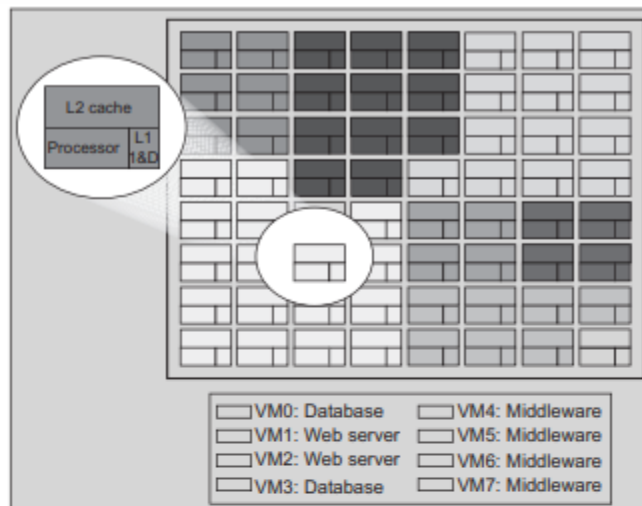 L2 cache
Processor
L1
1&D
VM0: Database
VM4: Middleware
VM1: Web server
VM5: Middleware
VM2: Web server
VM6: Middleware
VM3: Database
VM7: Middleware